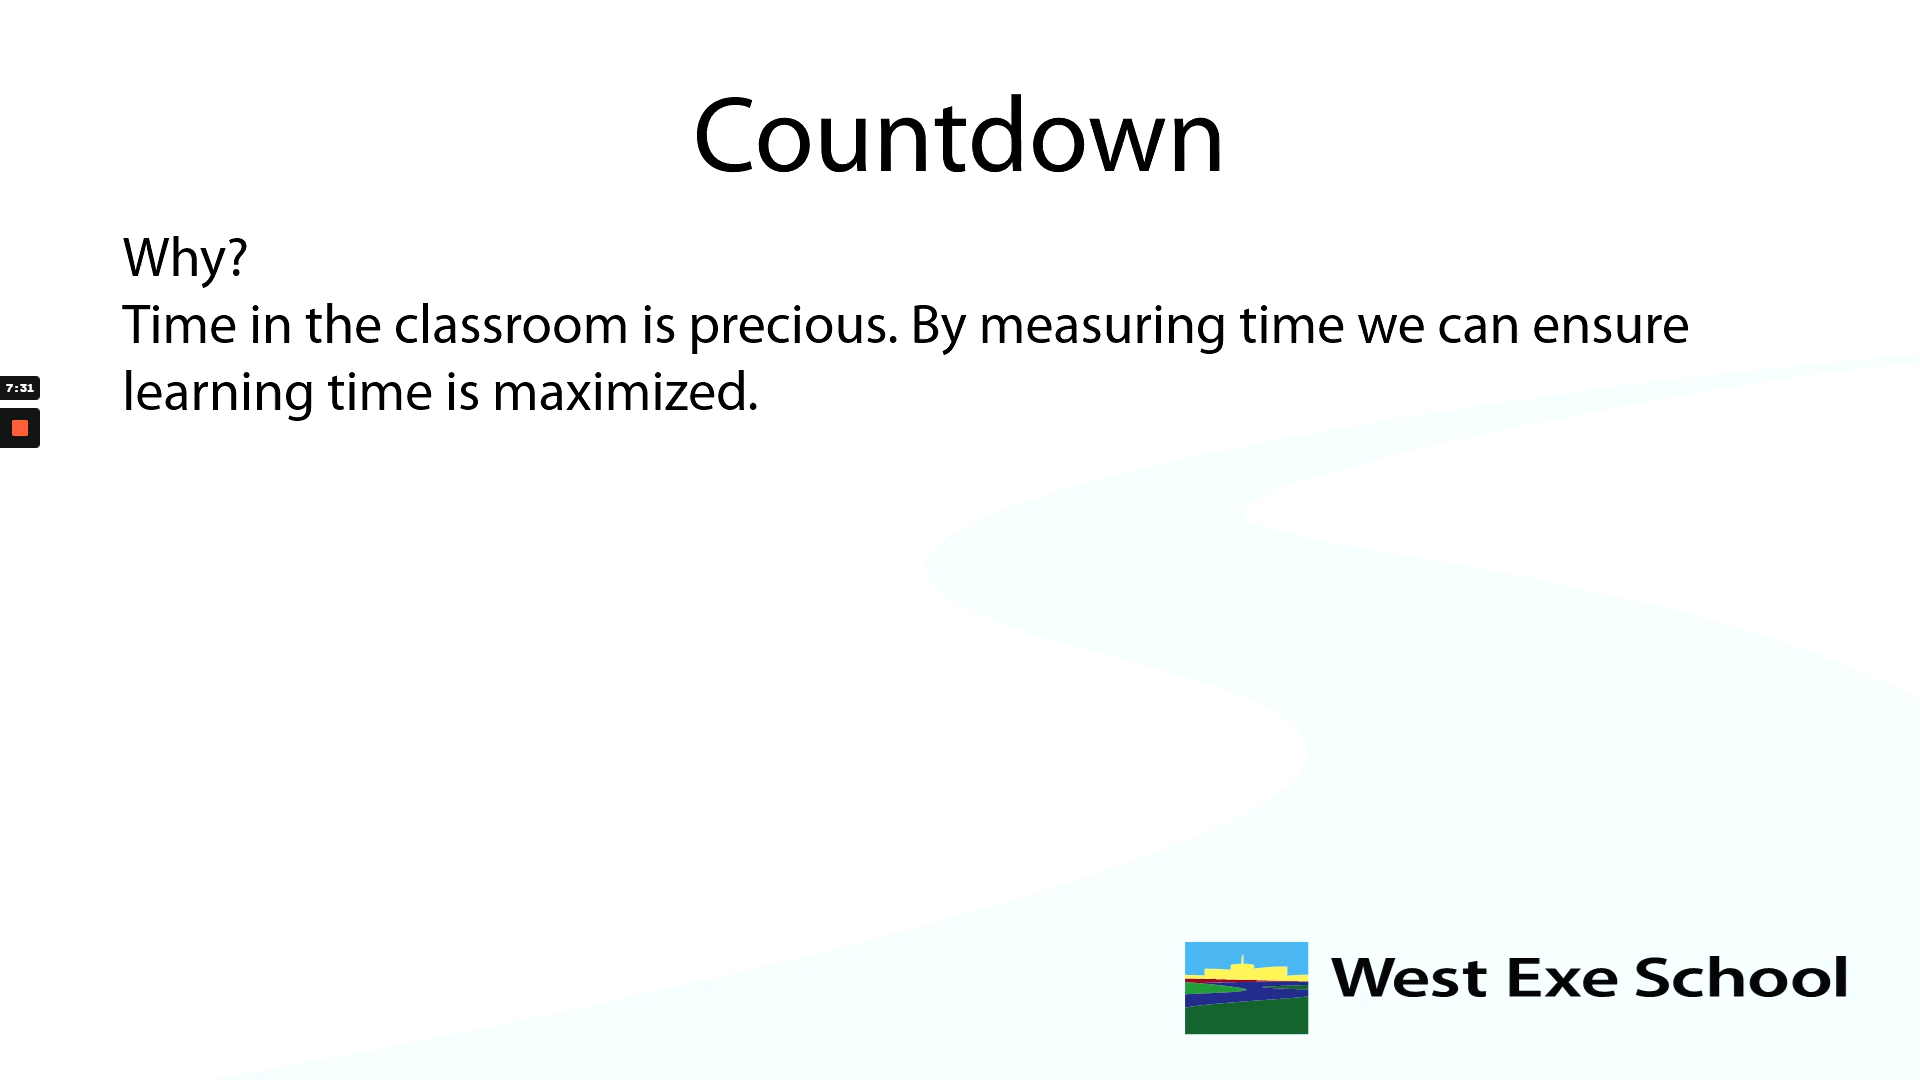 Countdown
Why?
Time in the classroom is precious. By measuring time we can ensure
learning time is maximized.
7:31
West Exe School